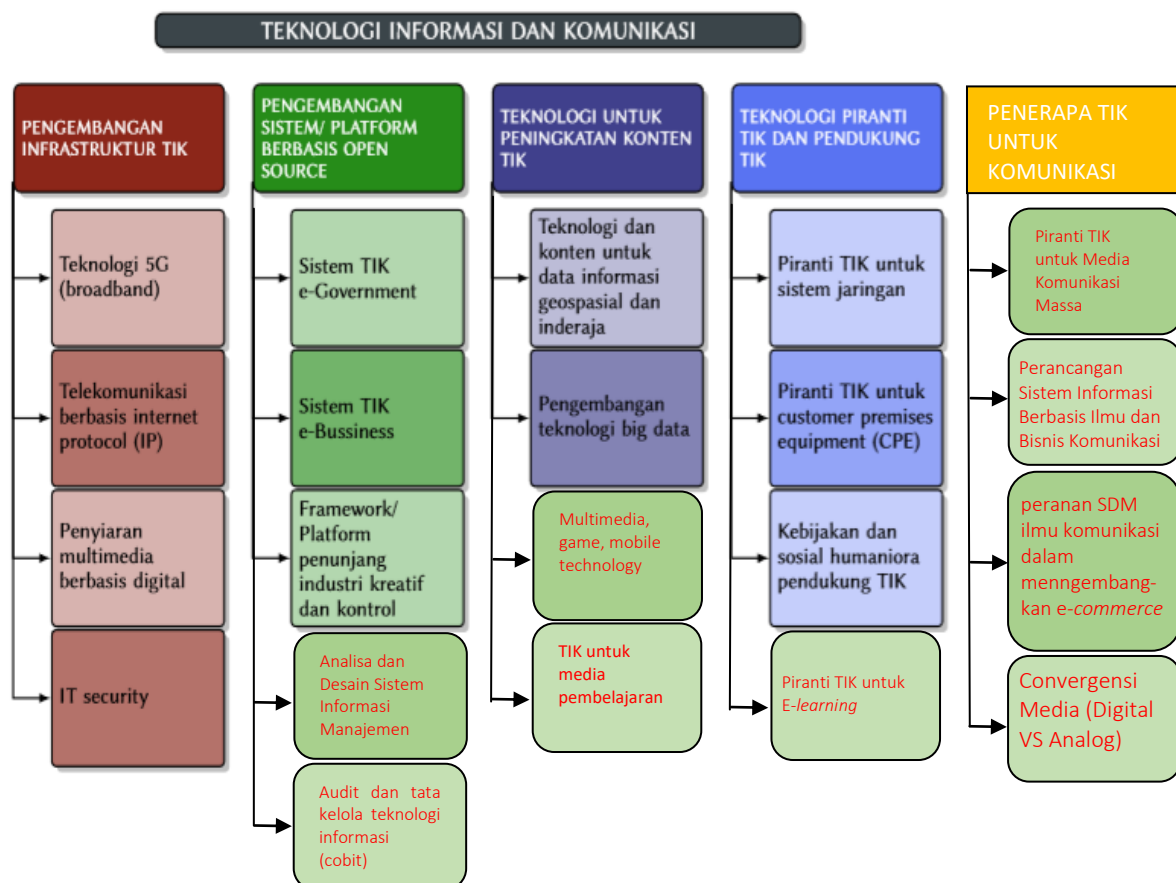 TEKNOLOGI INFORMASI DAN KOMUNIKASI
PENGEMBANGAN
INFRASTRUKTUR TIK
Teknologi 5G
(broadband)
Telekomunikasi
berbasis internet
protocol (IP)
Penyiaran
multimedia
berbasis digital
IT security
PENGEMBANGAN
SISTEM/ PLATFORM
BERBASIS OPEN
SOURCE
Sistem TIK
e-Government
Sistem TIK
e-Bussiness
Framework/
Platform
penunjang
industri kreatif
dan kontrol
Analisa dan
Desain Sistem
Informasi
Manajemen
Audit dan tata
kelola teknologi
informasi
(cobit)
TEKNOLOGI UNTUK
PENINGKATAN KONTEN
TIK
Teknologi dan
konten untuk
data informasi
geospasial dan
inderaja
Pengembangan
teknologi big data
Multimedia,
game, mobile
technology
TIK untuk
media
pembelajaran
TEKNOLOGI PIRANTI
TIK DAN PENDUKUNG
TIK
Piranti TIK untuk
sistem jaringan
Piranti TIK untuk
customer premises
equipment (CPE)
Kebijakan dan
sosial humaniora
pendukung TIK
Piranti TIK untuk
E-learning
PENERAPA TIK
UNTUK
KOMUNIKASI
Piranti TIK
untuk Media
Komunikasi
Massa
Perancangan
Sistem Informasi
Berbasis Ilmu dan
Bisnis Komunikasi
peranan SDM
ilmu komunikasi
dalam
menngembang-
kan e-commerce
Convergensi
Media (Digital
VS Analog)